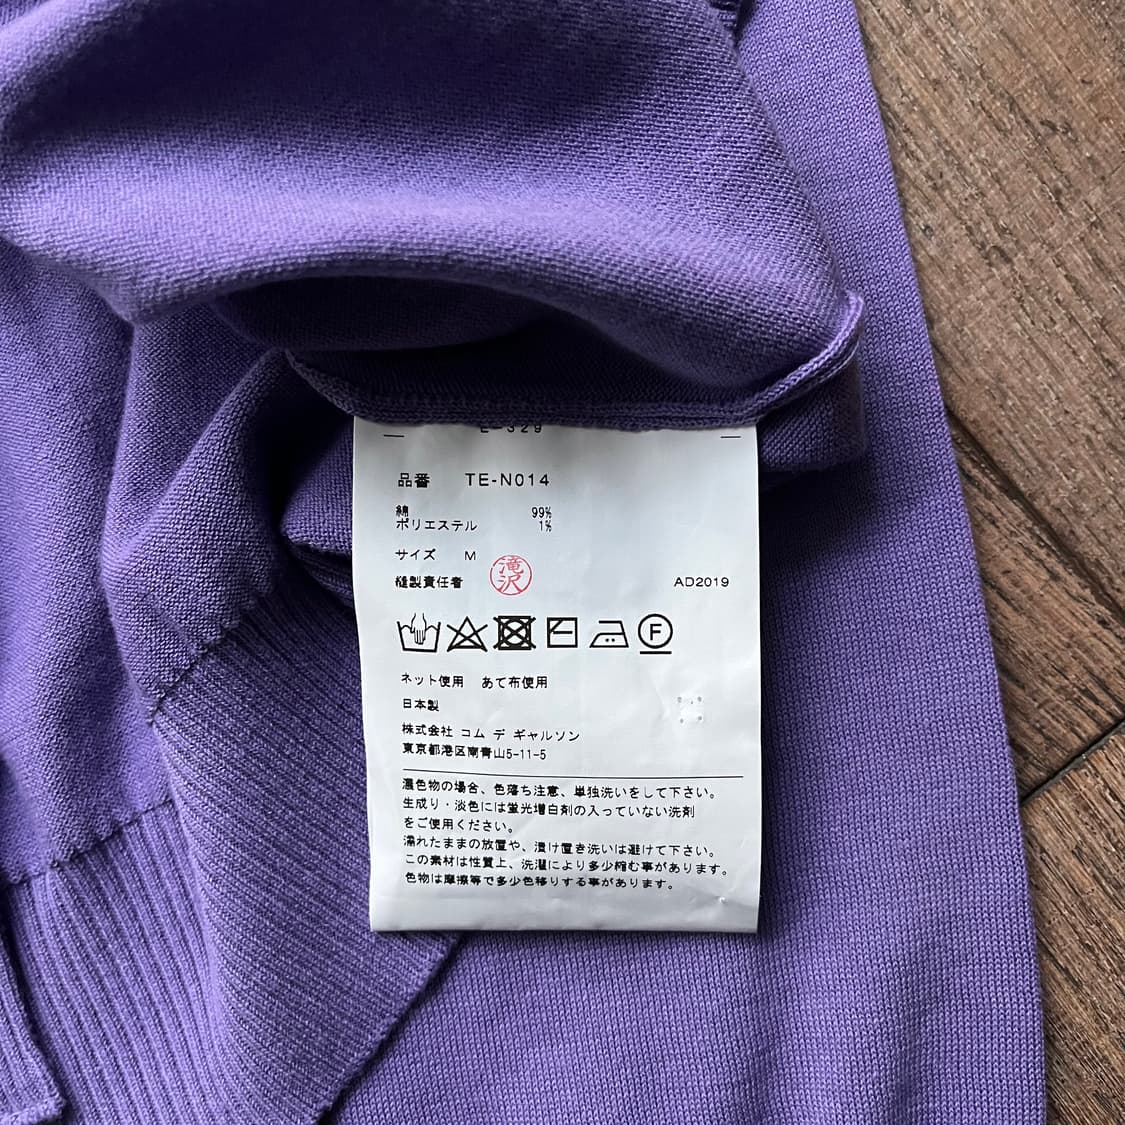 E-329
品番 TE-N014
綿 99%
ポリエステル 1%
サイズ M
縫製責任者 滝沢 AD2019
F
ネット使用 あて布使用
日本製
株式会社 コム デ ギャルソン
東京都港区南青山5-11-5
濃色物の場合、色落ち注意、単独洗いをして下さい。
生成り・淡色には蛍光増白剤の入っていない洗剤
をご使用ください。
濡れたままの放置や、漬け置き洗いは避けて下さい。
この素材は性質上、洗濯により多少縮む事があります。
色物は摩擦等で多少色移りする事があります。